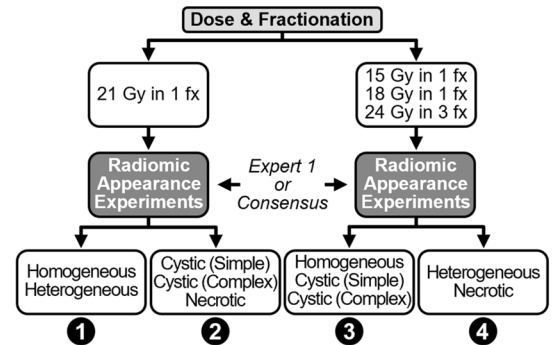 Dose & Fractionation
21 Gy in 1 fx
15 Gy in 1 fx
18 Gy in 1 fx
24 Gy in 3 fx
Radiomic
Appearance
Experiments
Expert 1
or
Consensus
Radiomic
Appearance
Experiments
Homogeneous
Heterogeneous
Cystic (Simple)
Cystic (Complex)
Necrotic
Homogeneous
Cystic (Simple)
Cystic (Complex)
Heterogeneous
Necrotic
1
2
3
4